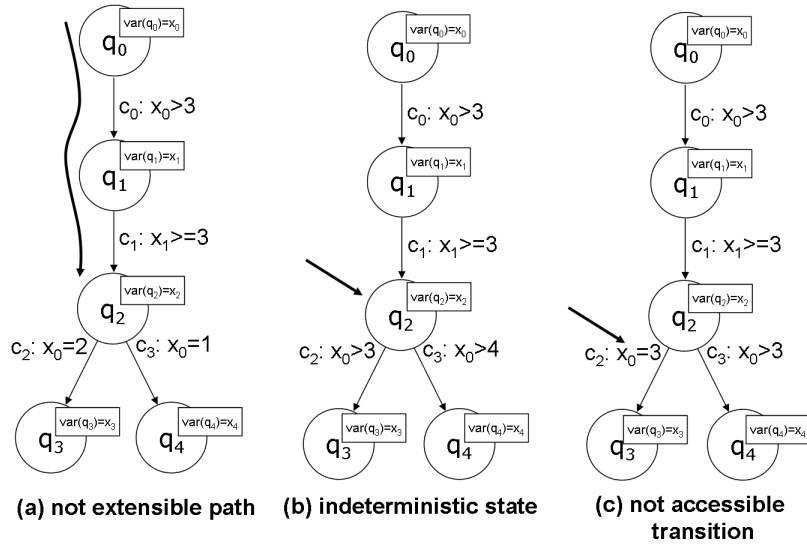 var(q₀)=x₀
q₀
c₀: x₀>3
var(q₁)=x₁
q₁
c₁: x₁>=3
var(q₂)=x₂
q₂
c₂: x₀=2
c₃: x₀=1
var(q₃)=x₃
q₃
var(q₄)=x₄
q₄
(a) not extensible path
var(q₀)=x₀
q₀
c₀: x₀>3
var(q₁)=x₁
q₁
c₁: x₁>=3
var(q₂)=x₂
q₂
c₂: x₀>3
c₃: x₀>4
var(q₃)=x₃
q₃
var(q₄)=x₄
q₄
(b) indeterministic state
var(q₀)=x₀
q₀
c₀: x₀>3
var(q₁)=x₁
q₁
c₁: x₁>=3
var(q₂)=x₂
q₂
c₂: x₀=3
c₃: x₀>3
var(q₃)=x₃
q₃
var(q₄)=x₄
q₄
(c) not accessible
transition